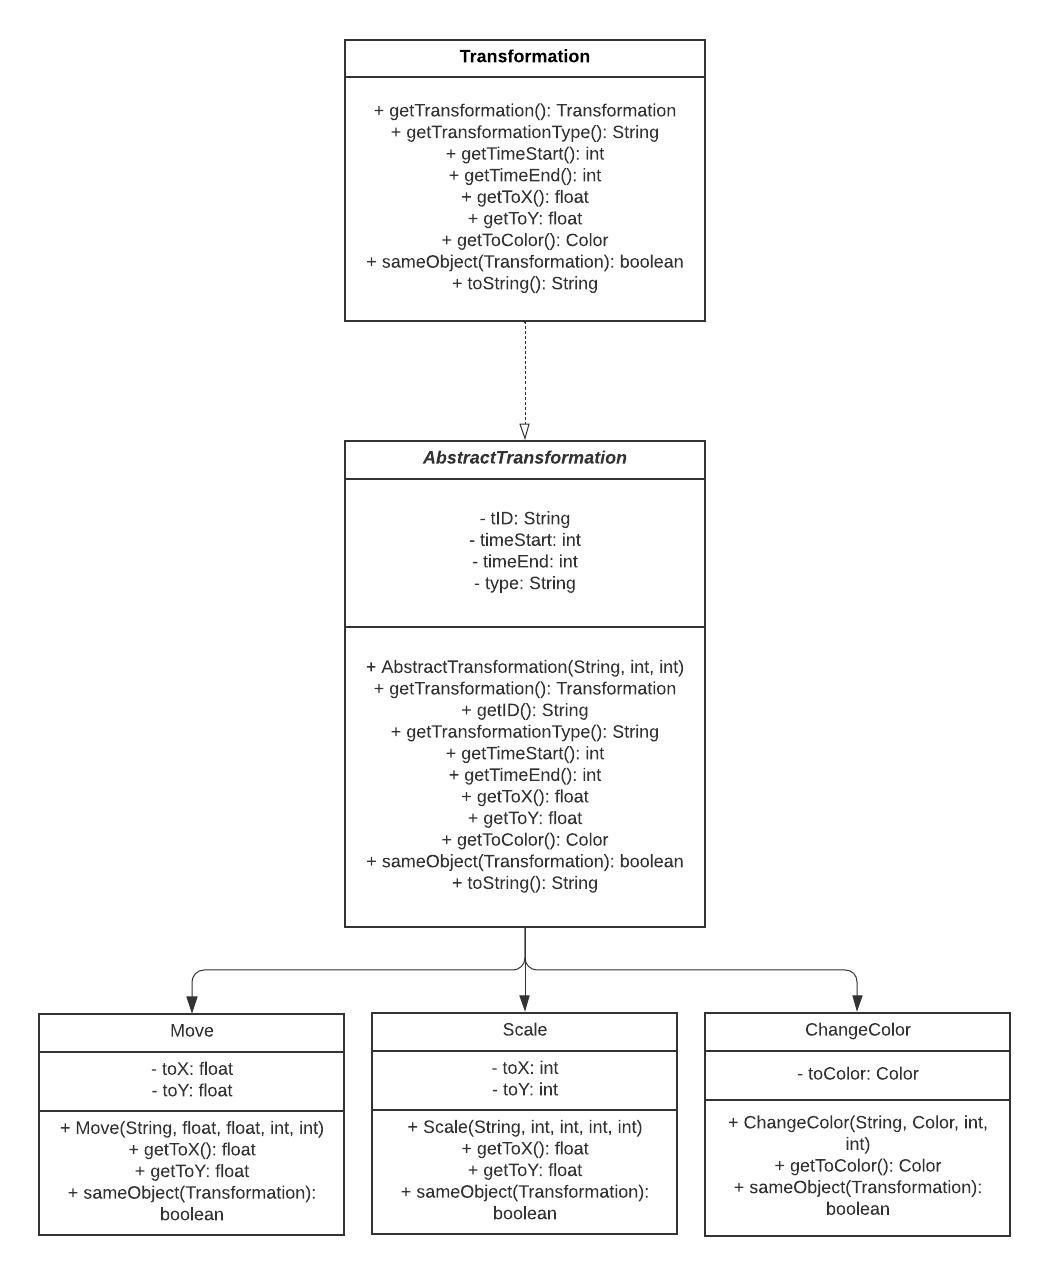 Transformation
+ getTransformation(): Transformation
+ getTransformationType(): String
+ getTimeStart(): int
+ getTimeEnd(): int
+ getToX(): float
+ getToY: float
+ getToColor(): Color
+ sameObject(Transformation): boolean
+ toString(): String
AbstractTransformation
- tID: String
- timeStart: int
- timeEnd: int
- type: String
+ AbstractTransformation(String, int, int)
+ getTransformation(): Transformation
+ getID(): String
+ getTransformationType(): String
+ getTimeStart(): int
+ getTimeEnd(): int
+ getToX(): float
+ getToY: float
+ getToColor(): Color
+ sameObject(Transformation): boolean
+ toString(): String
Move
- toX: float
- toY: float
+ Move(String, float, float, int, int)
+ getToX(): float
+ getToY: float
+ sameObject(Transformation):
boolean
Scale
- toX: int
- toY: int
+ Scale(String, int, int, int, int)
+ getToX(): float
+ getToY: float
+ sameObject(Transformation):
boolean
ChangeColor
- toColor: Color
+ ChangeColor(String, Color, int,
int)
+ getToColor(): Color
+ sameObject(Transformation):
boolean